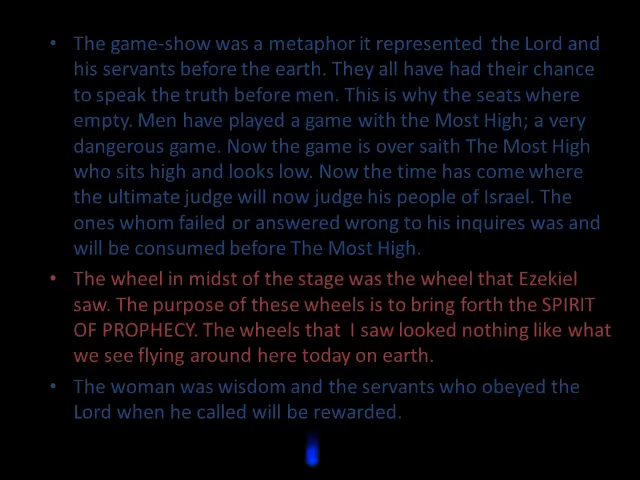 • The game-show was a metaphor it represented the Lord and
his servants before the earth. They all have had their chance
to speak the truth before men. This is why the seats where
empty. Men have played a game with the Most High; a very
dangerous game. Now the game is over saith The Most High
who sits high and looks low. Now the time has come where
the ultimate judge will now judge his people of Israel. The
ones whom failed or answered wrong to his inquires was and
will be consumed before The Most High.
• The wheel in midst of the stage was the wheel that Ezekiel
saw. The purpose of these wheels is to bring forth the SPIRIT
OF PROPHECY. The wheels that I saw looked nothing like what
we see flying around here today on earth.
• The woman was wisdom and the servants who obeyed the
Lord when he called will be rewarded.